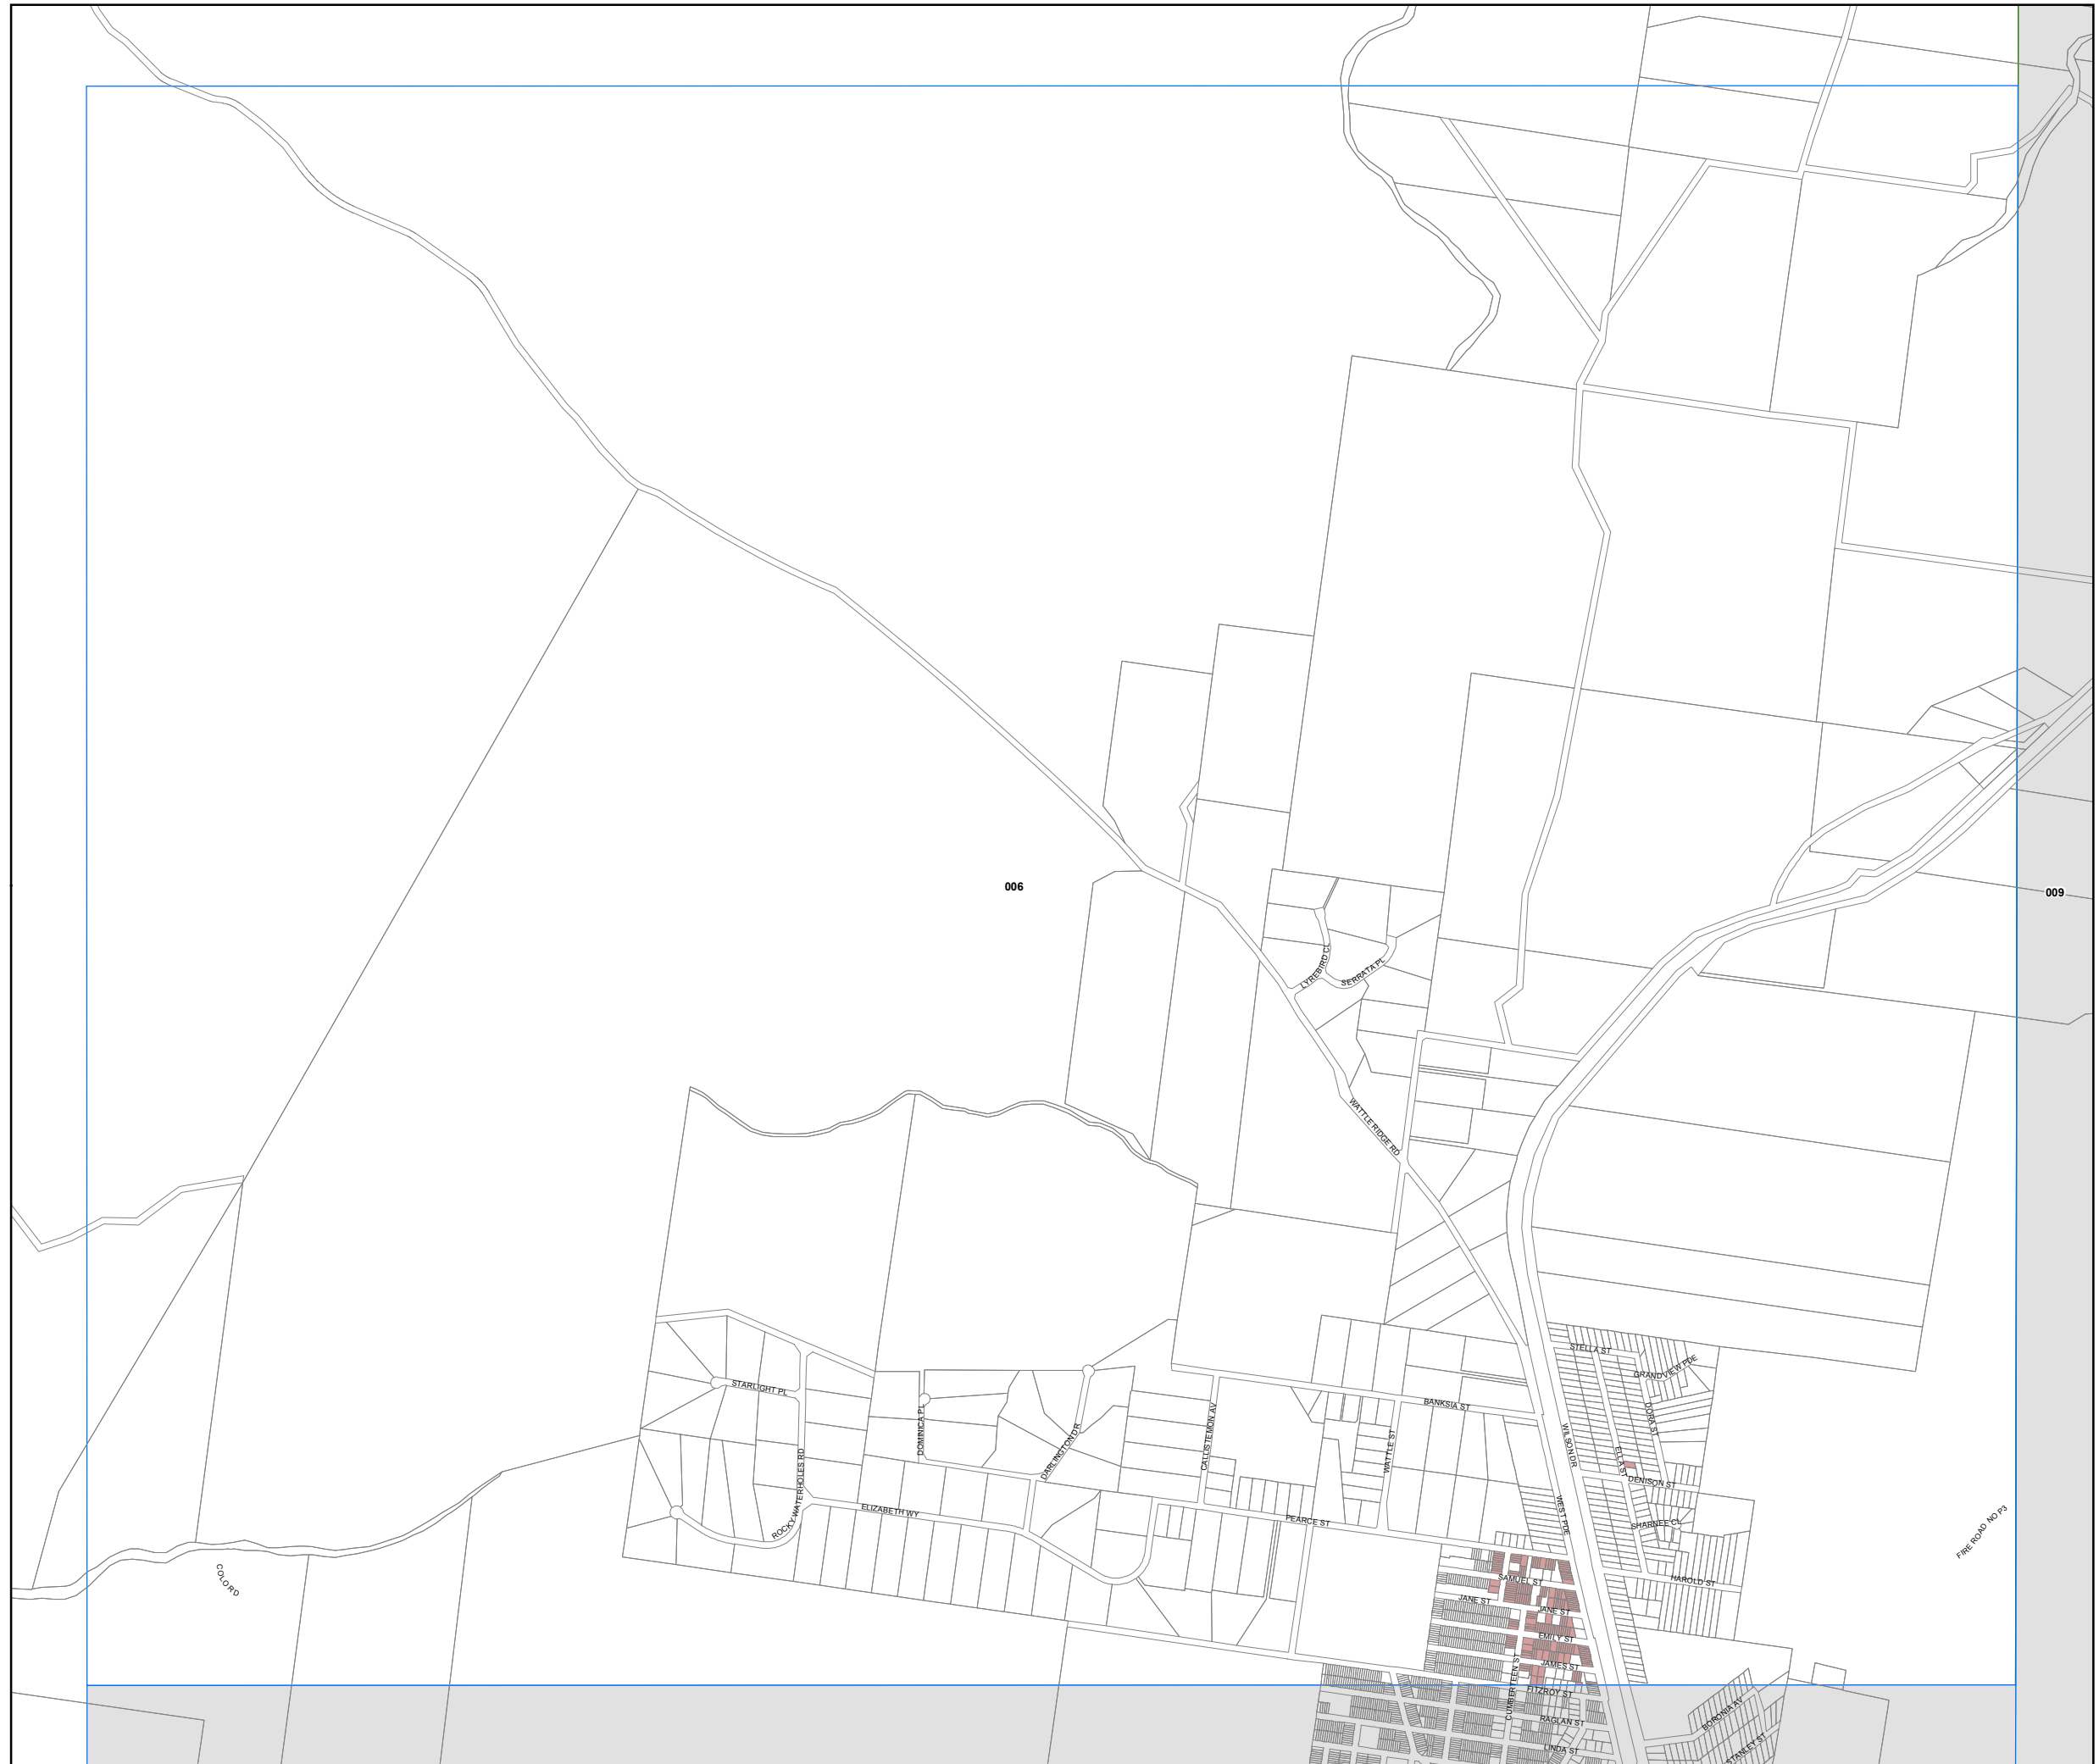 006
009
LYREBIRD CL
SERRATA PL
WATTLE RIDGE RD
STELLA ST
GRANDVIEW PDE
STARLIGHT PL
DOMINICA PL
DARLINGTON DR
CALLISTEMON AV
BANKSIA ST
WATTLE ST
WILSON DR
DORA ST
ELLA ST
DENISON ST
ROCKY WATERHOLES RD
ELIZABETH WY
PEARCE ST
WEST PDE
SHARNEE CL
FIRE ROAD NO P3
COLO RD
SAMUEL ST
HAROLD ST
JANE ST
JANE ST
EMILY ST
JAMES ST
CUMBERTEEN ST
FITZROY ST
RAGLAN ST
BORONIA AV
LINDA ST
STANLEY ST